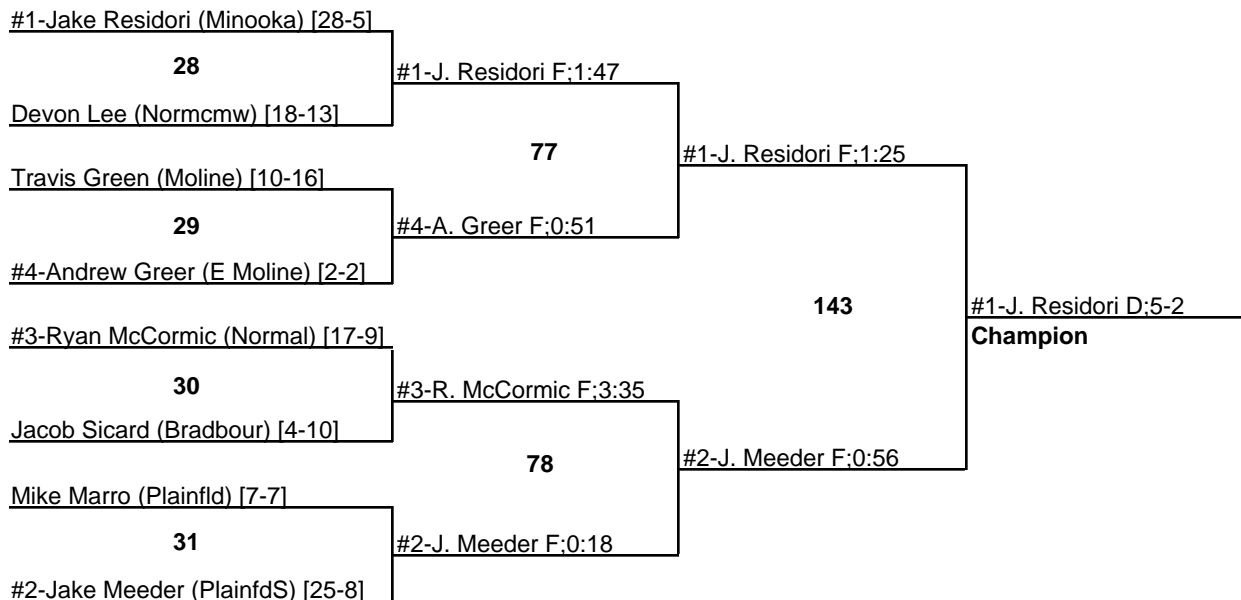 #1-Jake Residori (Minooka) [28-5]
28
#1-J. Residori F;1:47
Devon Lee (Normcmw) [18-13]
77
#1-J. Residori F;1:25
Travis Green (Moline) [10-16]
29
#4-A. Greer F;0:51
#4-Andrew Greer (E Moline) [2-2]
143
#1-J. Residori D;5-2
Champion
#3-Ryan McCormic (Normal) [17-9]
30
#3-R. McCormic F;3:35
Jacob Sicard (Bradbour) [4-10]
78
#2-J. Meeder F;0:56
Mike Marro (Plainfld) [7-7]
31
#2-J. Meeder F;0:18
#2-Jake Meeder (PlainfdS) [25-8]